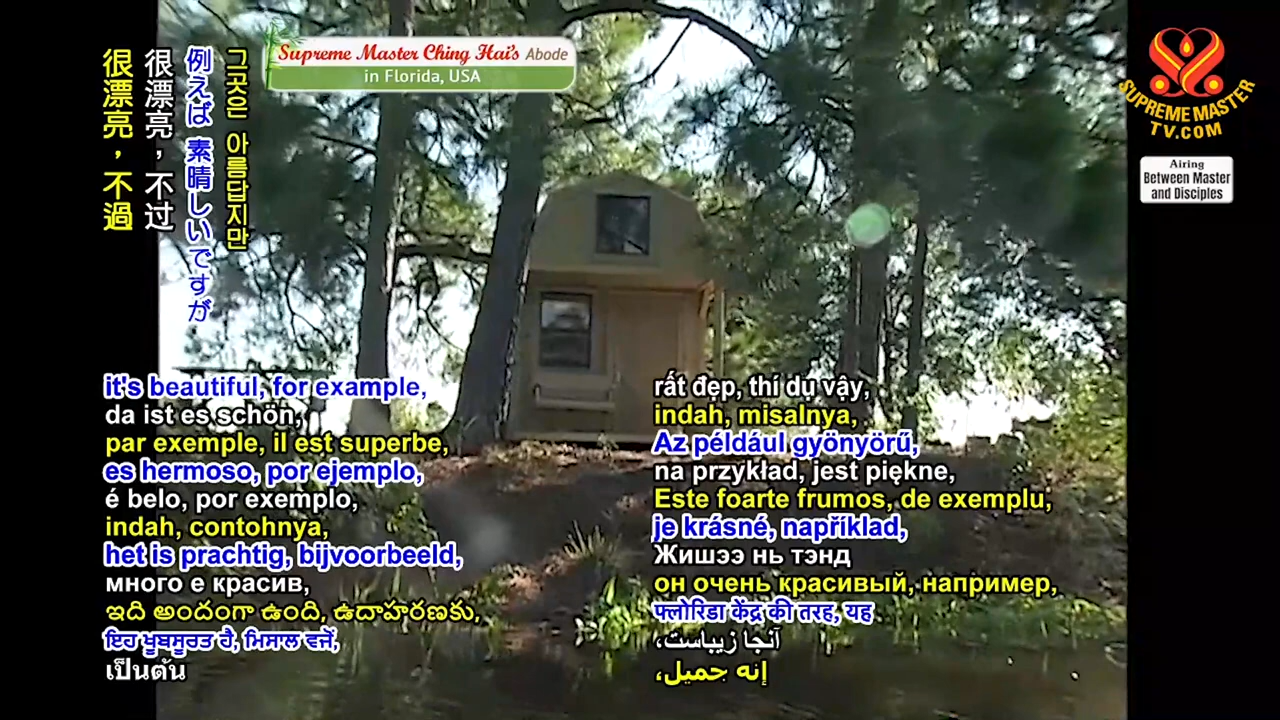 Supreme Master Ching Hai's Abode
in Florida, USA
SUPREME MASTER
TV.COM
Airing
Between Master
and Disciples
그곳은 아름답지만
例えば 素晴しいですが
很漂亮，不过
很漂亮，不過
it's beautiful, for example,
da ist es schön,
par exemple, il est superbe,
es hermoso, por ejemplo,
é belo, por exemplo,
indah, contohnya,
het is prachtig, bijvoorbeeld,
много е красив,
ఇది అందంగా ఉంది, ఉదాహరణకు,
ਇਹ ਖੂਬਸੂਰਤ ਹੈ, ਮਿਸਾਲ ਵਜੋਂ,
เป็นต้น
rất đẹp, thí dụ vậy,
indah, misalnya,
Az például gyönyörű,
na przykład, jest piękne,
Este foarte frumos, de exemplu,
je krásné, například,
Жишээ нь тэнд
он очень красивый, например,
फ्लोरिडा केंद्र की तरह, यह
آنجا زیباست،
إنه جميل،